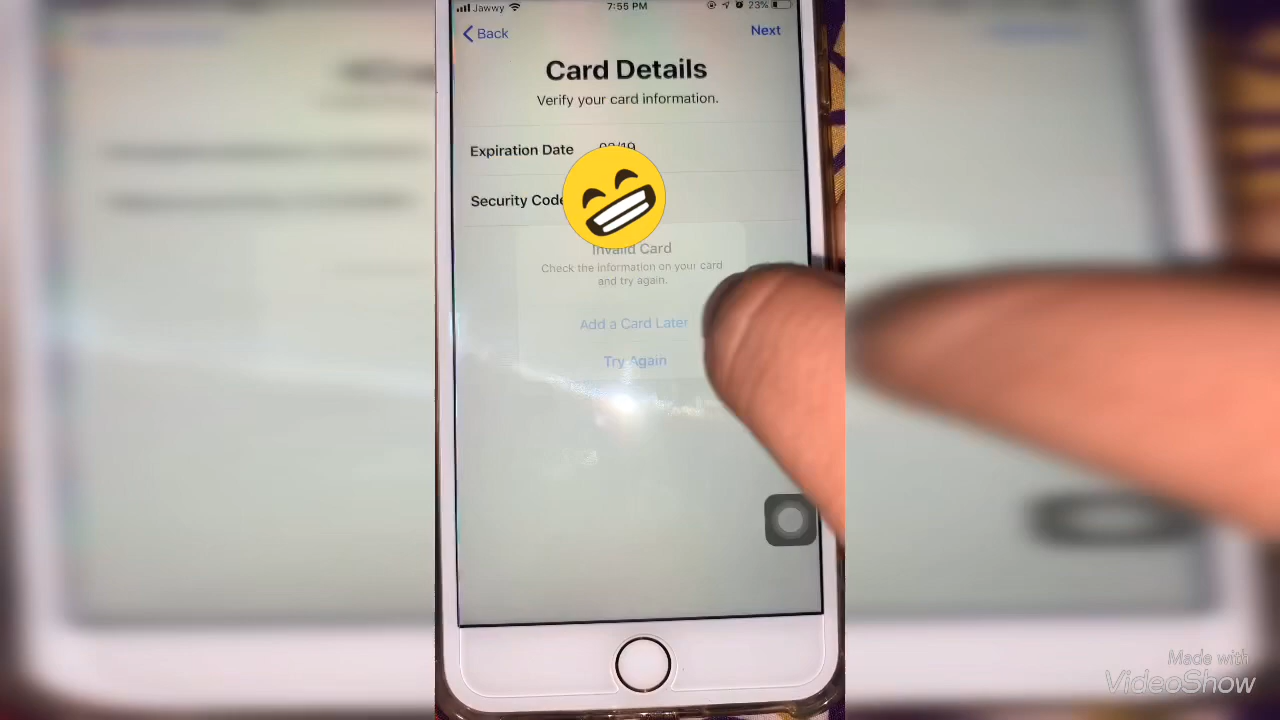 Jawwy
7:55 PM
23%
Back
Next
Card Details
Verify your card information.
Expiration Date
Security Code
Invalid Card
Check the information on your card
and try again.
Add a Card Later
Try Again
Made with
VideoShow